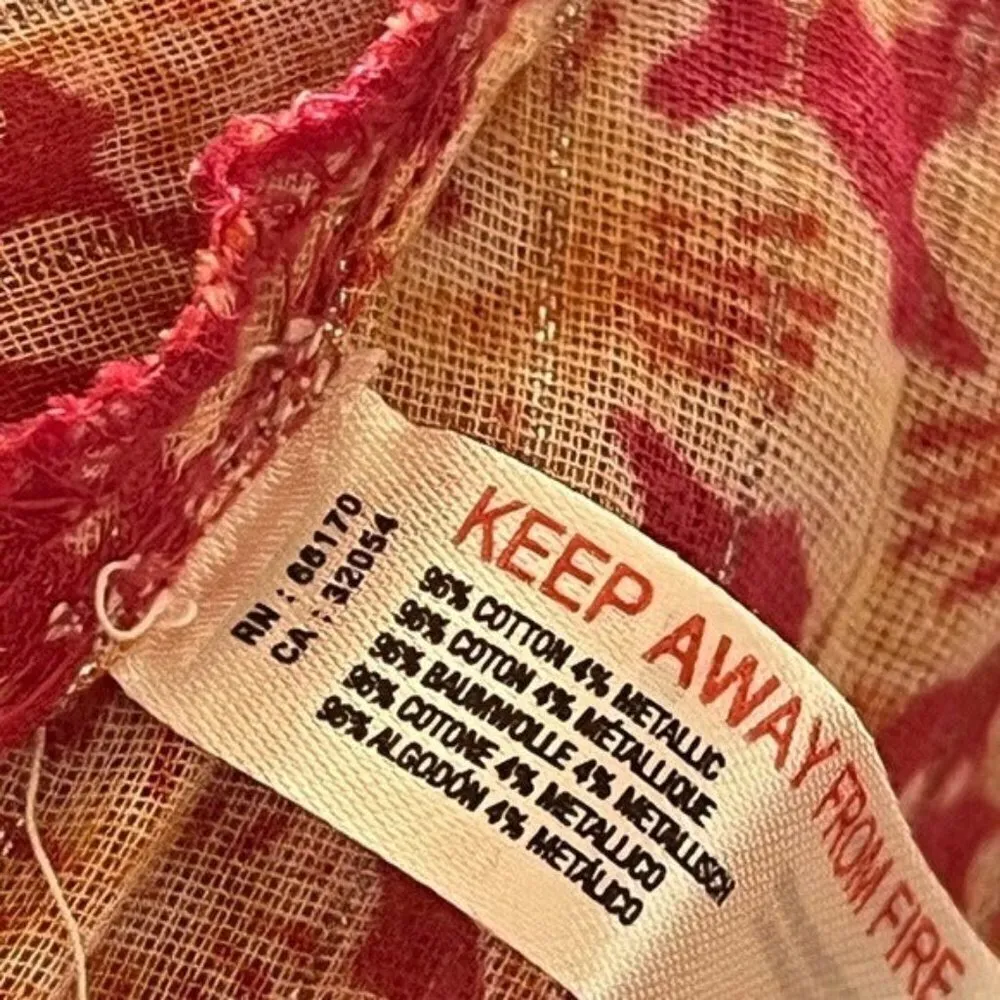 KEEP AWAY FROM FIRE
96% COTTON 4% METALLIC
96% COTON 4% MÉTALLIQUE
96% BAUMWOLLE 4% METALLISCH
96% COTONE 4% METALLICO
96% ALGODÓN 4% METÁLICO
RN : 66170
CA : 32054